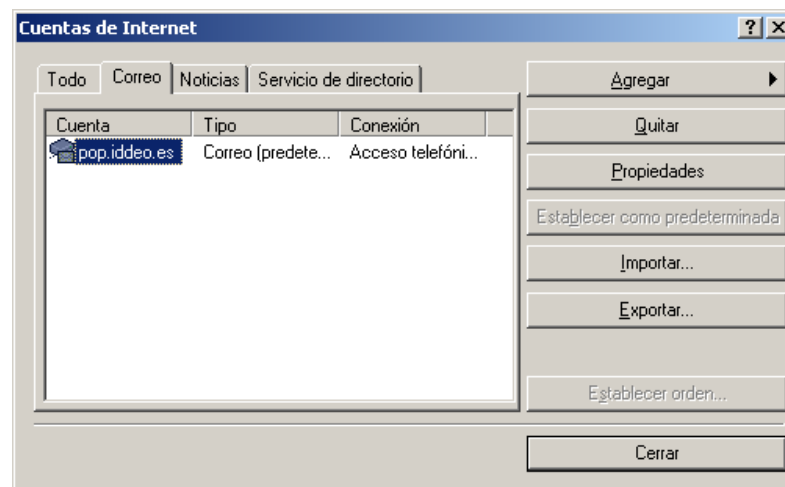 Cuentas de Internet
Todo Correo Noticias Servicio de directorio
Cuenta Tipo Conexión
pop.iddeo.es Correo (predete... Acceso telefóni...
Agregar
Quitar
Propiedades
Establecer como predeterminada
Importar...
Exportar...
Establecer orden...
Cerrar